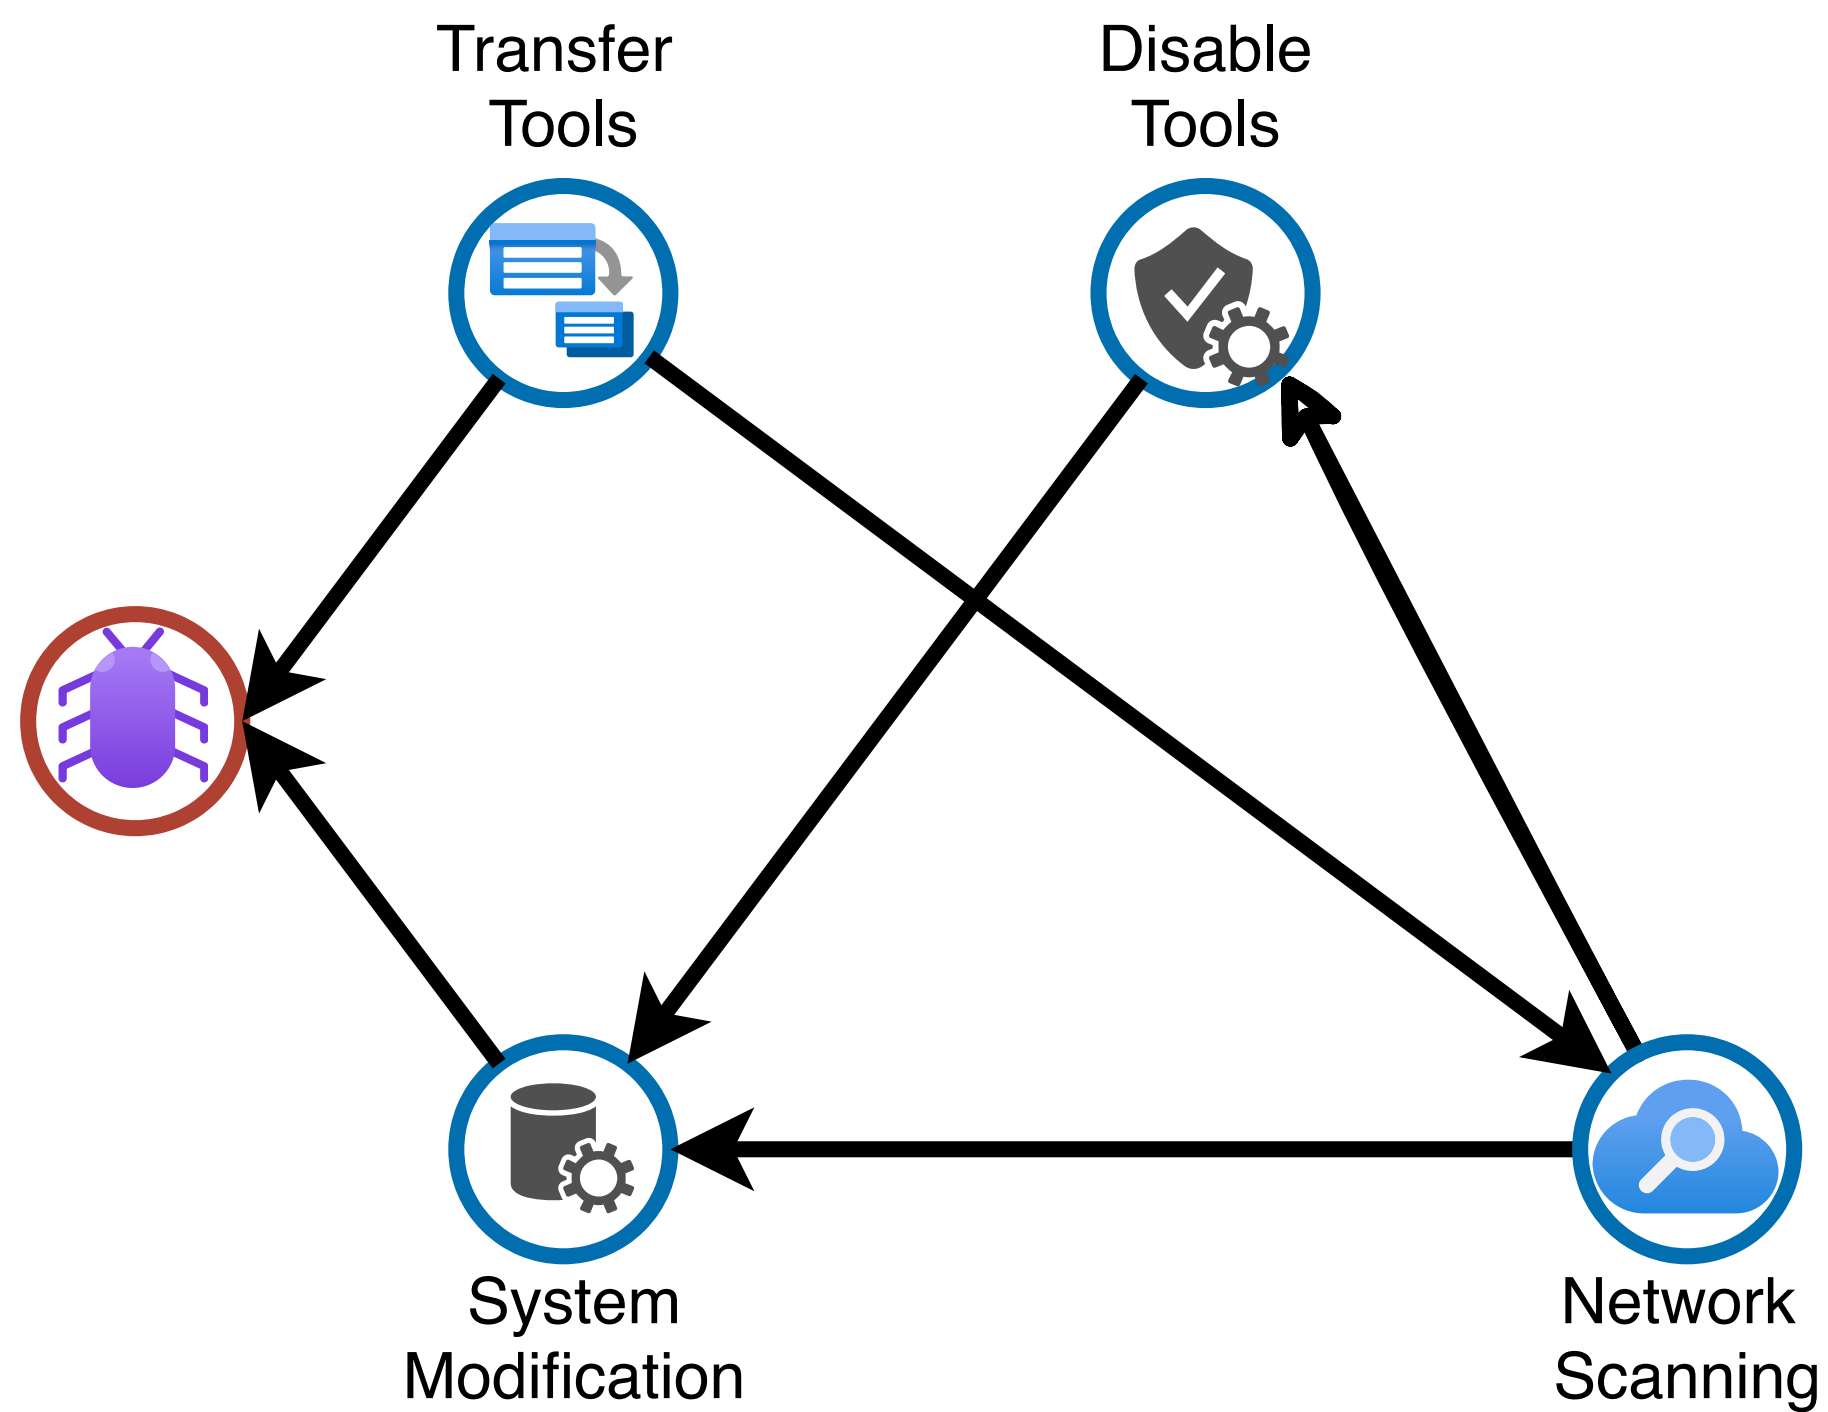 Transfer
Tools
Disable
Tools
System
Modification
Network
Scanning